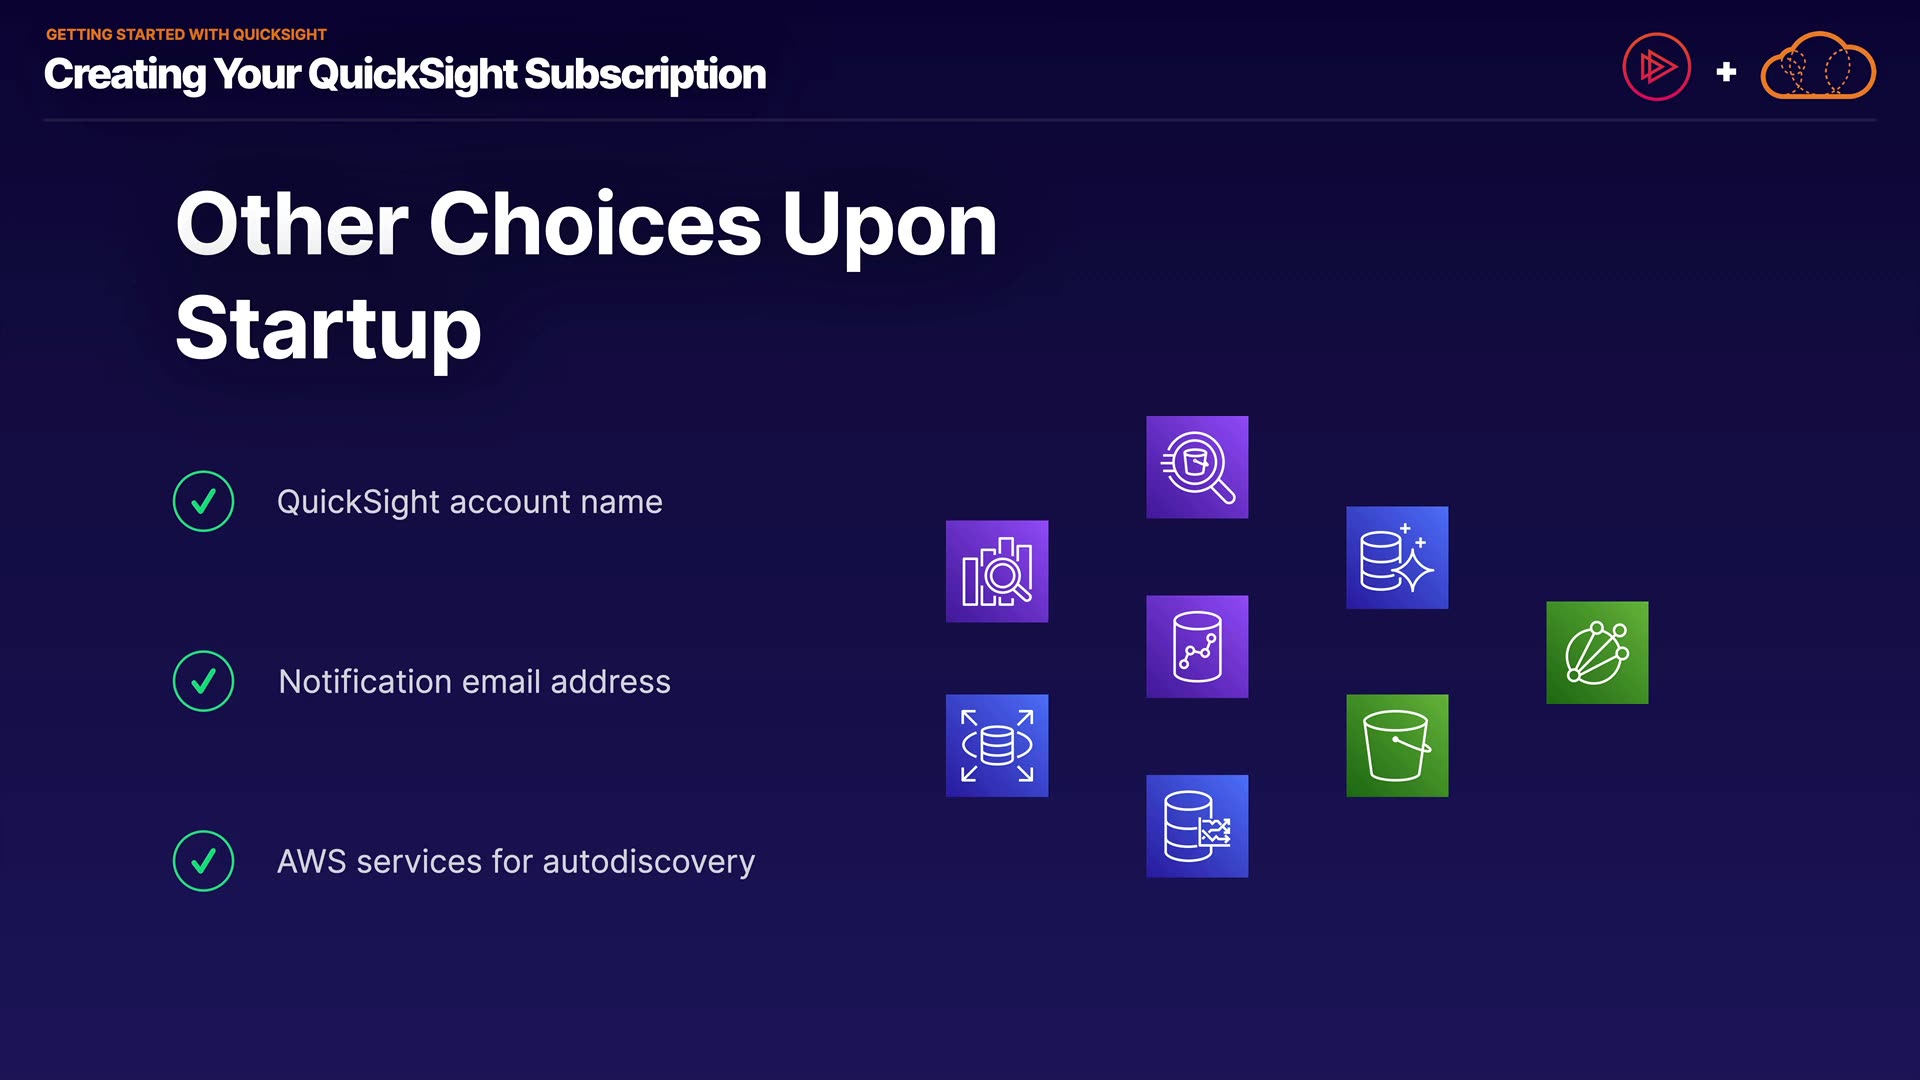 GETTING STARTED WITH QUICKSIGHT
Creating Your QuickSight Subscription
Other Choices Upon
Startup
QuickSight account name
Notification email address
AWS services for autodiscovery